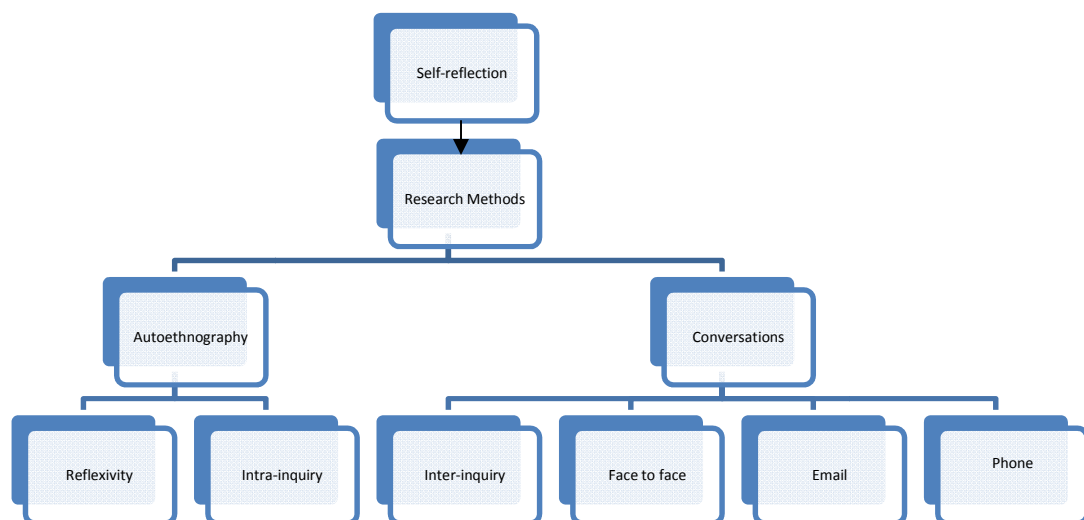 Self-reflection
Research Methods
Autoethnography
Conversations
Reflexivity
Intra-inquiry
Inter-inquiry
Face to face
Email
Phone